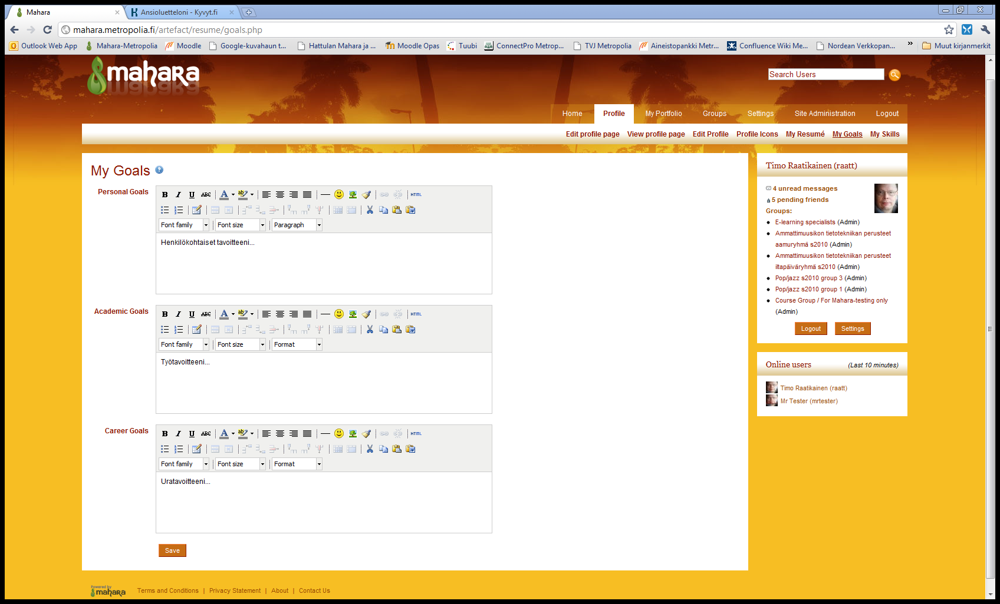 Mahara
Ansioluetteloni - Kyvyt.fi
mahara.metropolia.fi/artefact/resume/goals.php
Outlook Web App
Mahara-Metropolia
Moodle
Google-kuvahaun t...
Hattulan Mahara ja ...
Moodle Opas
Tuubi
ConnectPro Metrop...
TVJ Metropolia
Aineistopankki Metr...
Confluence Wiki Me...
Nordean Verkkopan...
»
Muut kirjanmerkit
mahara
Search Users
Home
Profile
My Portfolio
Groups
Settings
Site Administration
Logout
Edit profile page
View profile page
Edit Profile
Profile Icons
My Resumé
My Goals
My Skills
My Goals ?
Personal Goals
B I U ABC A ab HTML
Font family
Font size
Paragraph
Henkilökohtaiset tavoitteeni...
Academic Goals
B I U ABC A ab HTML
Font family
Font size
Format
Työtavoitteeni...
Career Goals
B I U ABC A ab HTML
Font family
Font size
Format
Uratavoitteeni...
Save
Timo Raatikainen (raatt)
4 unread messages
5 pending friends
Groups:
E-learning specialists (Admin)
Ammattimuusikon tietotekniikan perusteet
aamuryhmä s2010 (Admin)
Ammattimuusikon tietotekniikan perusteet
iltapäiväryhmä s2010 (Admin)
Pop/jazz s2010 group 3 (Admin)
Pop/jazz s2010 group 1 (Admin)
Course Group / For Mahara-testing only
(Admin)
Logout
Settings
Online users
(Last 10 minutes)
Timo Raatikainen (raatt)
Mr Tester (mrtester)
Powered by
mahara
Terms and Conditions | Privacy Statement | About | Contact Us